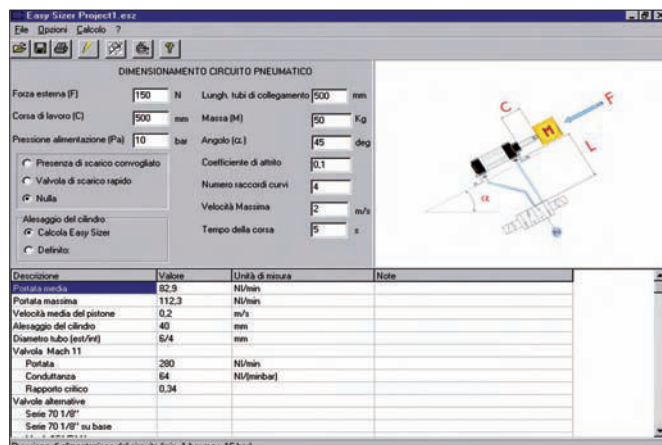 Easy Sizer Project1.esz
File Opzioni Calcolo ?
DIMENSIONAMENTO CIRCUITO PNEUMATICO
Forza esterna (F) 150 N
Corsa di lavoro (C) 500 mm
Pressione alimentazione (Pa) 10 bar
Presenza di scarico convogliato
Valvola di scarico rapido
Nulla
Alesaggio del cilindro
Calcola Easy Sizer
Definito:
Lungh. tubi di collegamento 500 mm
Massa (M) 50 Kg
Angolo (α) 45 deg
Coefficiente di attrito 0,1
Numero raccordi curvi 4
Velocità Massima 2 m/s
Tempo della corsa 5 s
C
F
M
L
α
Descrizione Valore Unità di misura Note
Portata media 82,9 Nl/min
Portata massima 112,3 Nl/min
Velocità media del pistone 0,2 m/s
Alesaggio del cilindro 40 mm
Diametro tubo (est/int) 6/4 mm
Valvola Mach 11
Portata 280 Nl/min
Conduttanza 64 Nl/(minbar)
Rapporto critico 0,34
Valvole alternative
Serie 70 1/8"
Serie 70 1/8" su base